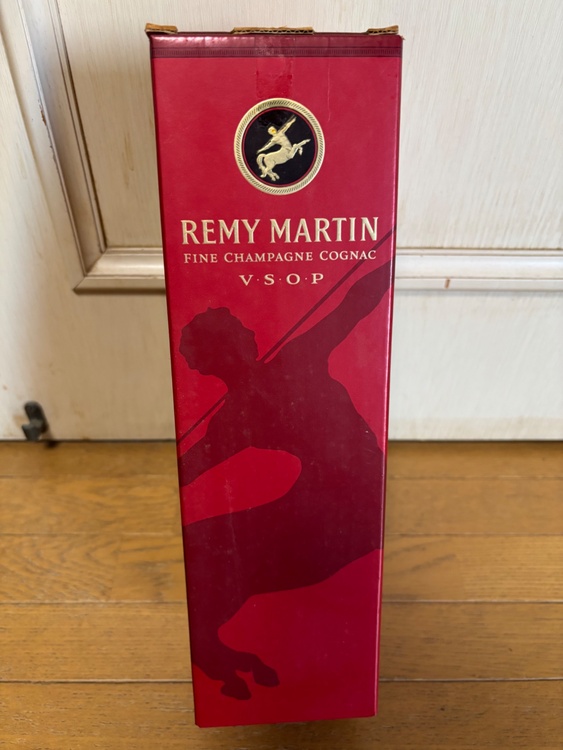 REMY MARTIN
FINE CHAMPAGNE COGNAC
V·S·O·P